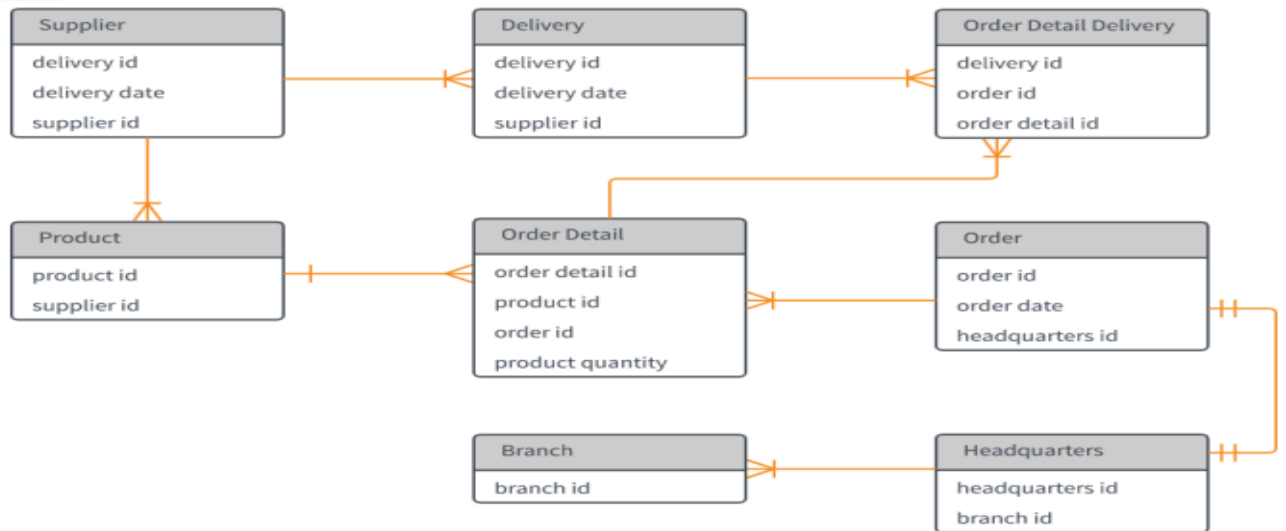 Supplier
delivery id
delivery date
supplier id
Delivery
delivery id
delivery date
supplier id
Order Detail Delivery
delivery id
order id
order detail id
Product
product id
supplier id
Order Detail
order detail id
product id
order id
product quantity
Order
order id
order date
headquarters id
Branch
branch id
Headquarters
headquarters id
branch id